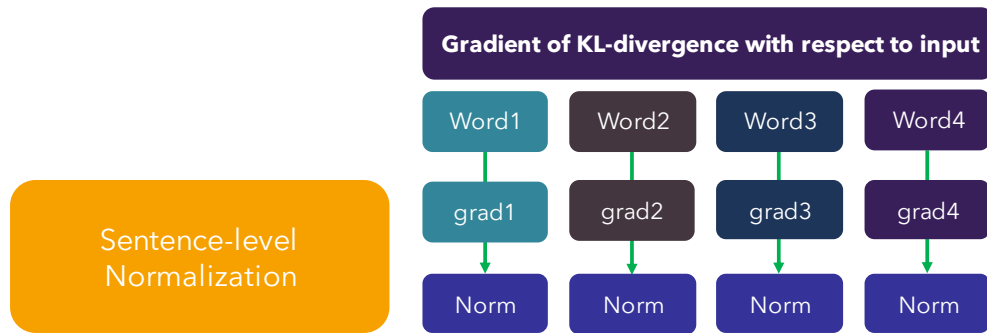 Gradient of KL-divergence with respect to input
Word1 Word2 Word3 Word4
grad1 grad2 grad3 grad4
Sentence-level
Normalization
Norm Norm Norm Norm